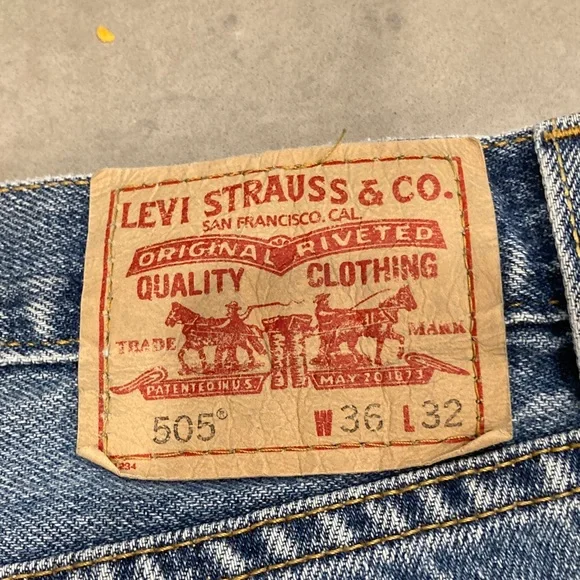 LEVI STRAUSS & CO.
SAN FRANCISCO, CAL.
ORIGINAL RIVETED
QUALITY CLOTHING
TRADE MARK
PATENTED IN U.S. MAY 20 1873
505® W 36 L 32
234